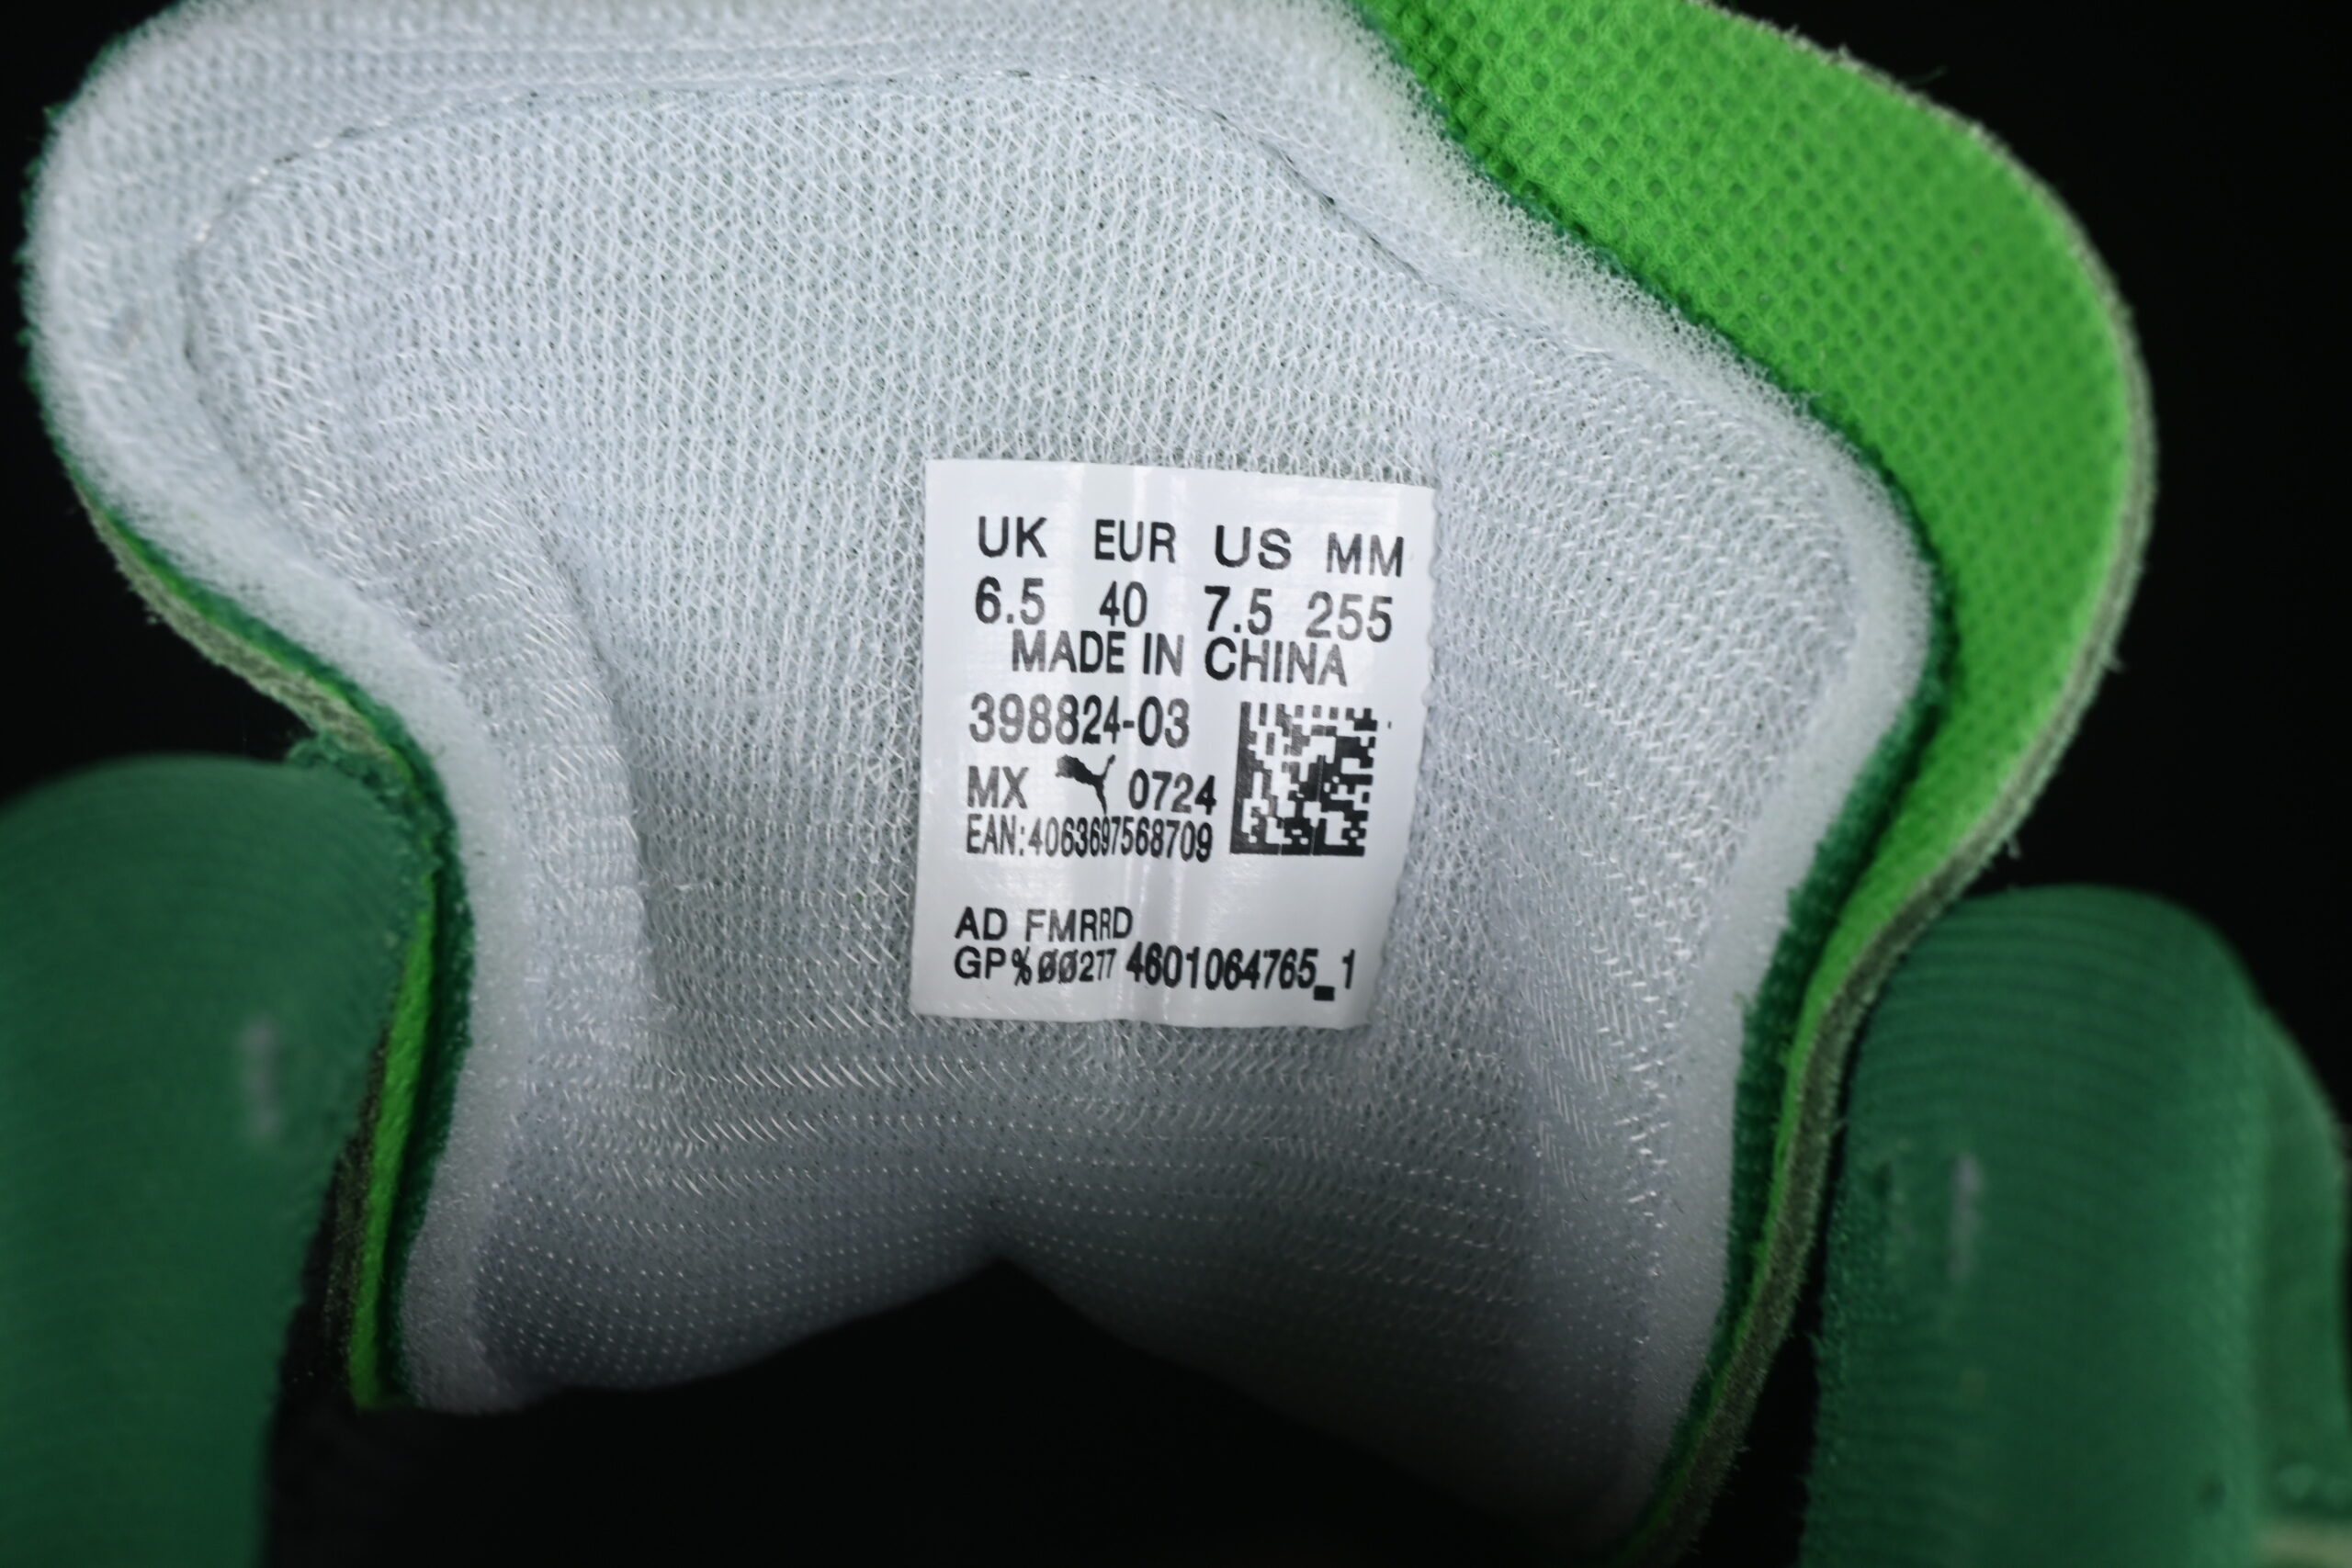 UK EUR US MM
6.5 40 7.5 255
MADE IN CHINA
398824-03
MX 0724
EAN:4063697568709
AD FMRRD
GP%ØØ277 4601064765_1